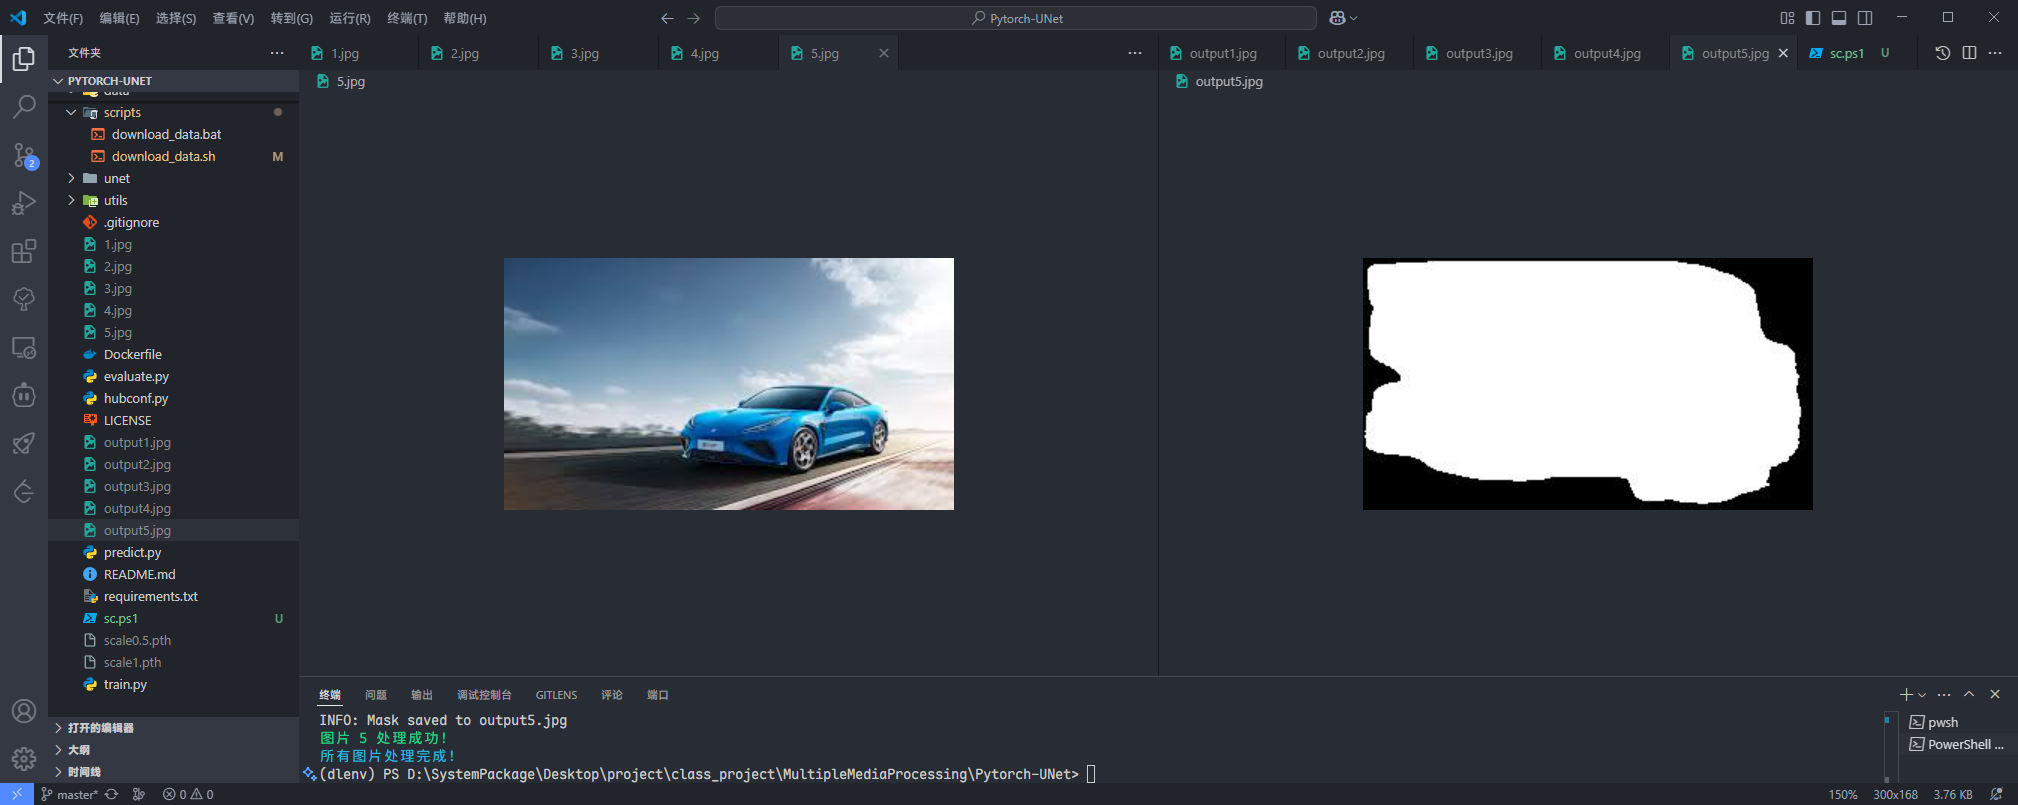 文件(F) 编辑(E) 选择(S) 查看(V) 转到(G) 运行(R) 终端(T) 帮助(H) Pytorch-UNet
文件夹
PYTORCH-UNET
data
scripts
download_data.bat
download_data.sh M
unet
utils
.gitignore
1.jpg
2.jpg
3.jpg
4.jpg
5.jpg
Dockerfile
evaluate.py
hubconf.py
LICENSE
output1.jpg
output2.jpg
output3.jpg
output4.jpg
output5.jpg
predict.py
README.md
requirements.txt
sc.ps1 U
scale0.5.pth
scale1.pth
train.py
打开的编辑器
大纲
时间线
2
1.jpg 2.jpg 3.jpg 4.jpg 5.jpg
5.jpg
output1.jpg output2.jpg output3.jpg output4.jpg output5.jpg sc.ps1 U
output5.jpg
终端 问题 输出 调试控制台 GITLENS 评论 端口
INFO: Mask saved to output5.jpg
图片 5 处理成功!
所有图片处理完成!
(dlenv) PS D:\SystemPackage\Desktop\project\class_project\MultipleMediaProcessing\Pytorch-UNet>
pwsh
PowerShell ...
master* 0 0 150% 300x168 3.76 KB